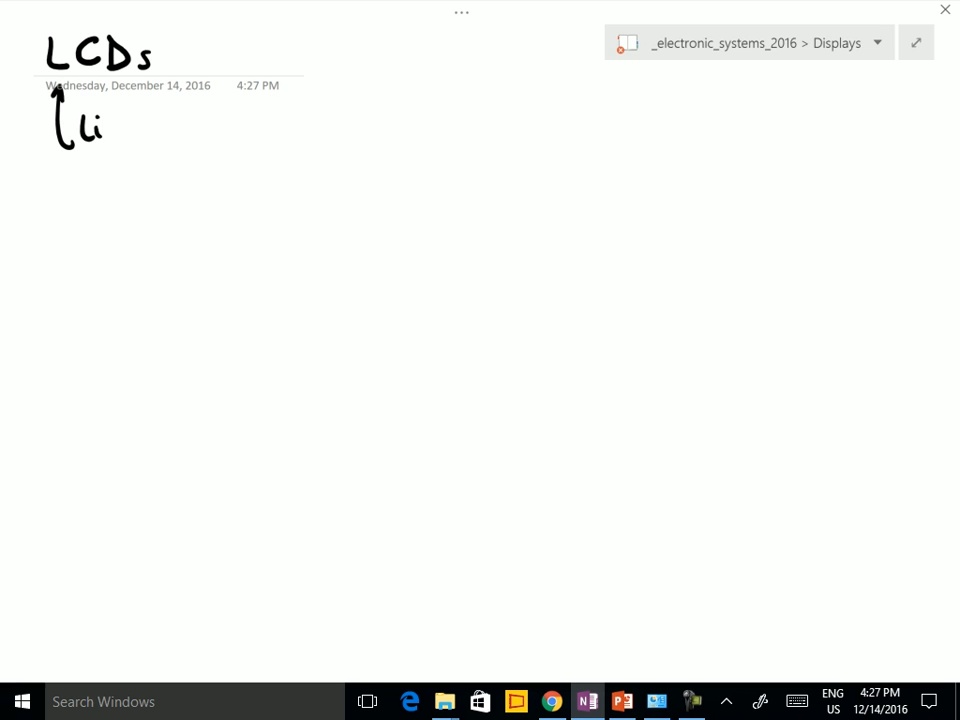 _electronic_systems_2016 > Displays
LCDs
Wednesday, December 14, 2016 4:27 PM
Li
Search Windows
ENG
US
4:27 PM
12/14/2016